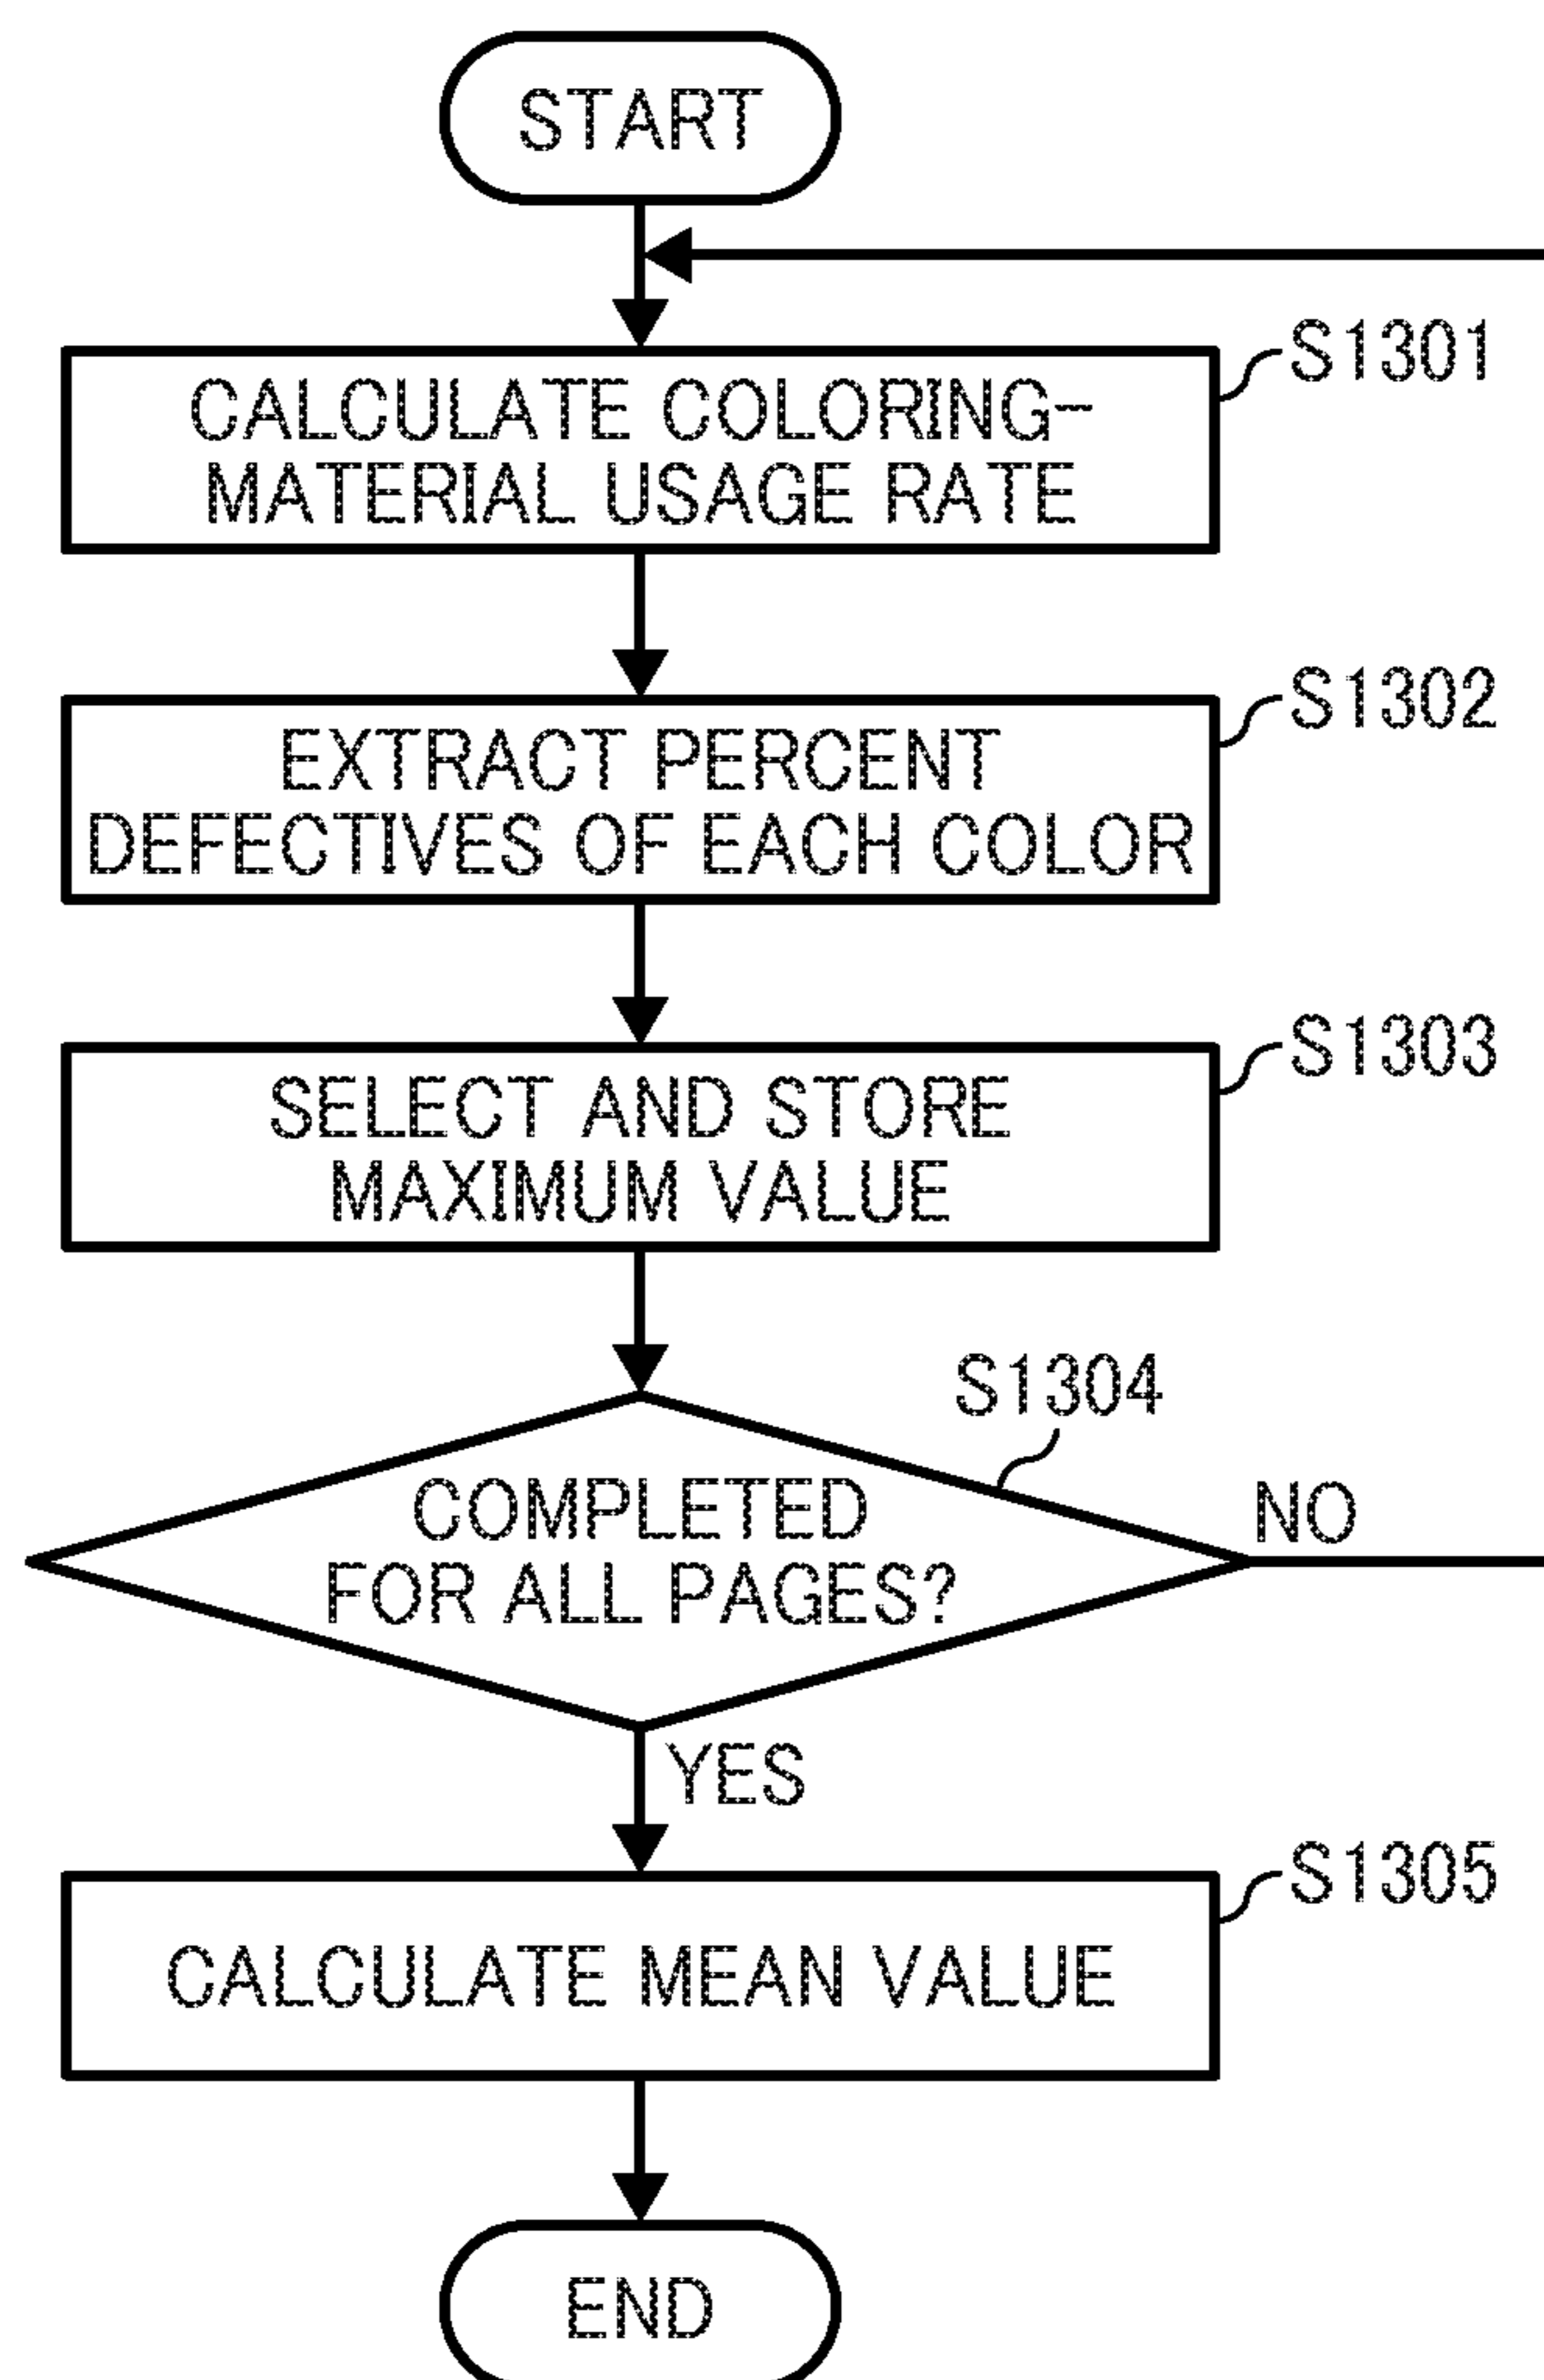 START
S1301
CALCULATE COLORING-
MATERIAL USAGE RATE
S1302
EXTRACT PERCENT
DEFECTIVES OF EACH COLOR
S1303
SELECT AND STORE
MAXIMUM VALUE
S1304
COMPLETED
FOR ALL PAGES?
NO
YES
S1305
CALCULATE MEAN VALUE
END